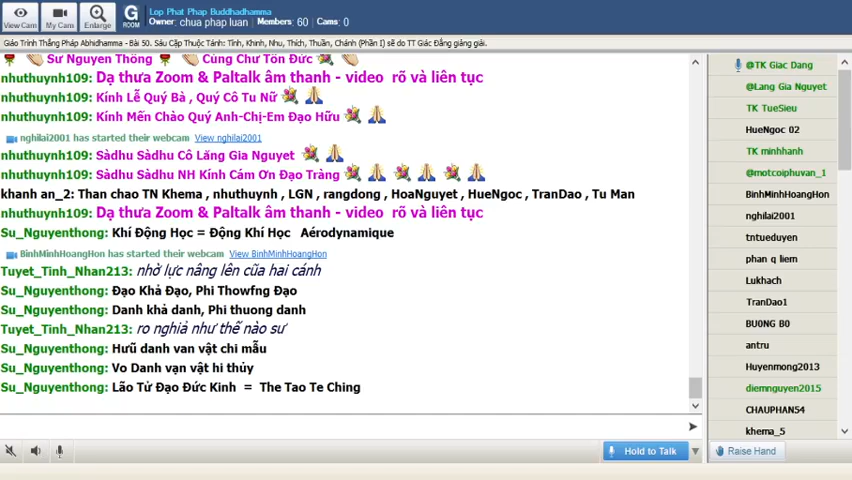 Lop Phat Phap Buddhadhamma
Owner: chua phap luan Members: 60 Cams: 0
View Cam
My Cam
Enlarge
G
ROOM
Giáo Trình Thắng Pháp Abhidhamma - Bài 50. Sáu Cặp Thuộc Tánh: Tĩnh, Khinh, Nhu, Thích, Thuần, Chánh (Phần I) sẽ do TT Giác Đẳng giảng giải.
Sư Nguyên Thông Cùng Chư Tôn Đức
nhuthuynh109: Dạ thưa Zoom & Paltalk âm thanh - video rõ và liên tục
nhuthuynh109: Kính Lễ Quý Bà , Quý Cô Tu Nữ
nhuthuynh109: Kính Mến Chào Quý Anh-Chị-Em Đạo Hữu
nghilai2001 has started their webcam View nghilai2001
nhuthuynh109: Sàdhu Sàdhu Cô Lăng Gia Nguyet
nhuthuynh109: Sàdhu Sàdhu NH Kính Cám Ơn Đạo Tràng
khanh an_2: Than chao TN Khema , nhuthuynh , LGN , rangdong , HoaNguyet , HueNgoc , TranDao , Tu Man
nhuthuynh109: Dạ thưa Zoom & Paltalk âm thanh - video rõ và liên tục
Su_Nguyenthong: Khí Động Học = Động Khí Học Aérodynamique
BinhMinhHoangHon has started their webcam View BinhMinhHoangHon
Tuyet_Tinh_Nhan213: nhờ lực nâng lên cũa hai cánh
Su_Nguyenthong: Đạo Khả Đạo, Phi Thowfng Đạo
Su_Nguyenthong: Danh khả danh, Phi thuong danh
Tuyet_Tinh_Nhan213: ro nghiả như thế nào sư
Su_Nguyenthong: Hưũ danh van vật chi mẫu
Su_Nguyenthong: Vo Danh vạn vật hi thủy
Su_Nguyenthong: Lão Tử Đạo Đức Kinh = The Tao Te Ching
Hold to Talk
@TK Giac Dang
@Lang Gia Nguyet
TK TueSieu
HueNgoc 02
TK minhhanh
@motcoiphuvan_1
BinhMinhHoangHon
nghilai2001
tntueduyen
phan q liem
Lukhach
TranDao1
BU0NG B0
antru
Huyenmong2013
diemnguyen2015
CHAUPHAN54
khema_5
Raise Hand